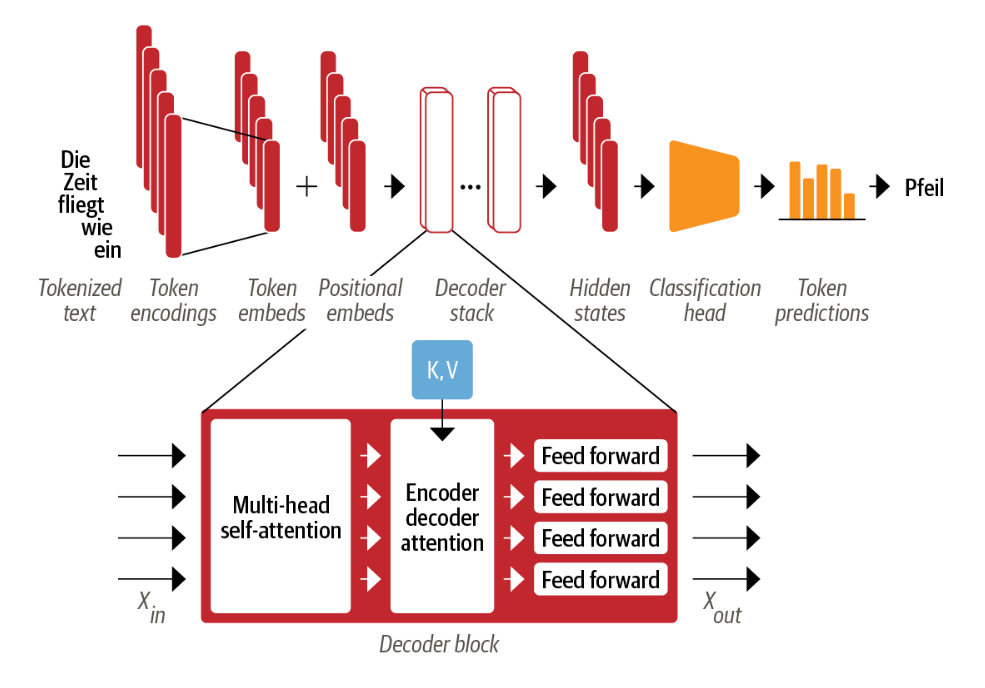 Die
Zeit
fliegt
wie
ein
+
...
Pfeil
Tokenized
text
Token
encodings
Token
embeds
Positional
embeds
Decoder
stack
Hidden
states
Classification
head
Token
predictions
K,V
Multi-head
self-attention
Encoder
decoder
attention
Feed forward
Feed forward
Feed forward
Feed forward
X in
X out
Decoder block